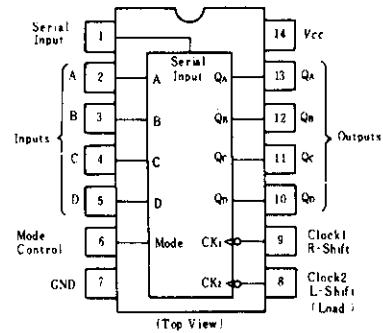 Serial
Input
1
14
Vcc
Serial
Input
A
2
A
QA
13
QA
B
3
B
QB
12
QB
Inputs
Outputs
C
4
C
QC
11
QC
D
5
D
QD
10
QD
Mode
Control
6
Mode
CK1
9
Clock1
R-Shift
GND
7
CK2
8
Clock2
L-Shift
(Load)
(Top View)